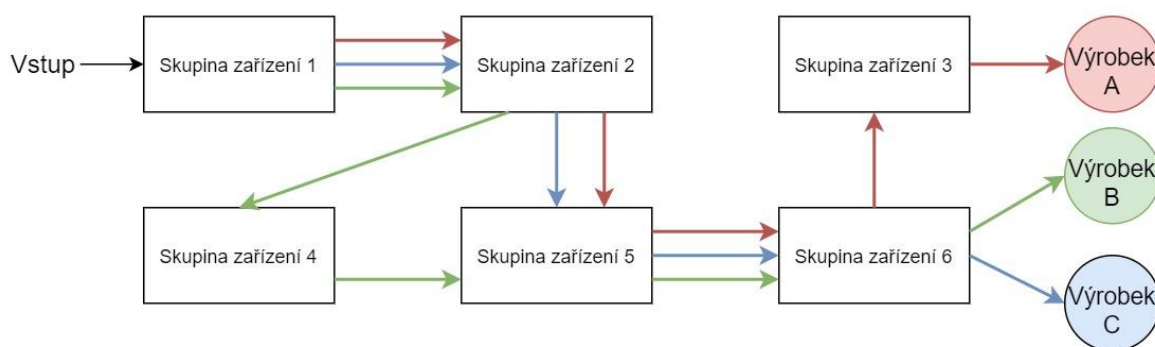 Vstup
Skupina zařízení 1
Skupina zařízení 2
Skupina zařízení 3
Výrobek
A
Výrobek
B
Skupina zařízení 4
Skupina zařízení 5
Skupina zařízení 6
Výrobek
C